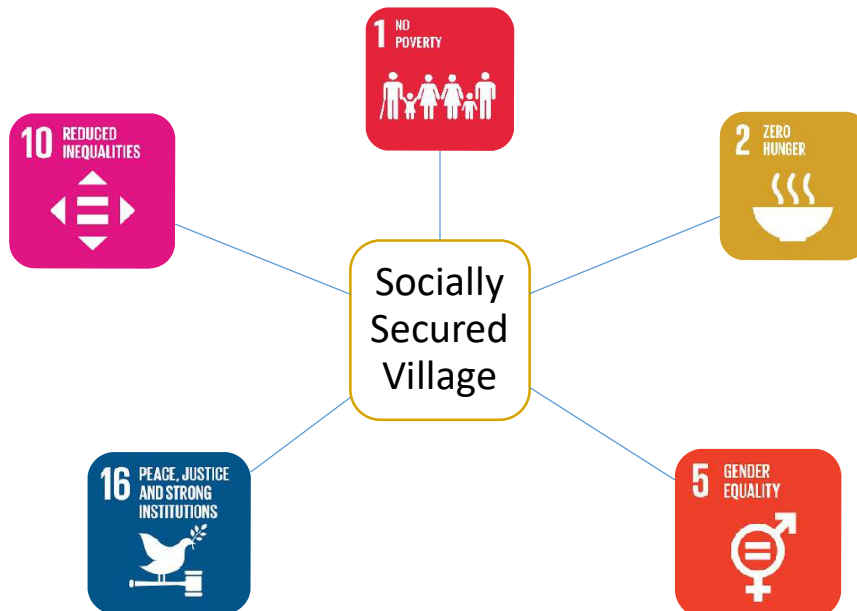 1 NO
POVERTY
10 REDUCED
INEQUALITIES
2 ZERO
HUNGER
Socially
Secured
Village
16 PEACE, JUSTICE
AND STRONG
INSTITUTIONS
5 GENDER
EQUALITY